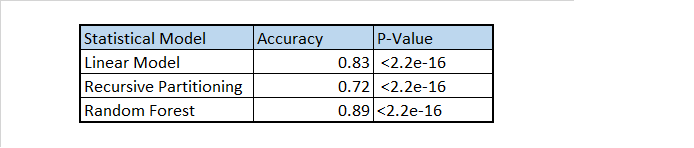 Statistical Model Accuracy P-Value
Linear Model 0.83 <2.2e-16
Recursive Partitioning 0.72 <2.2e-16
Random Forest 0.89 <2.2e-16